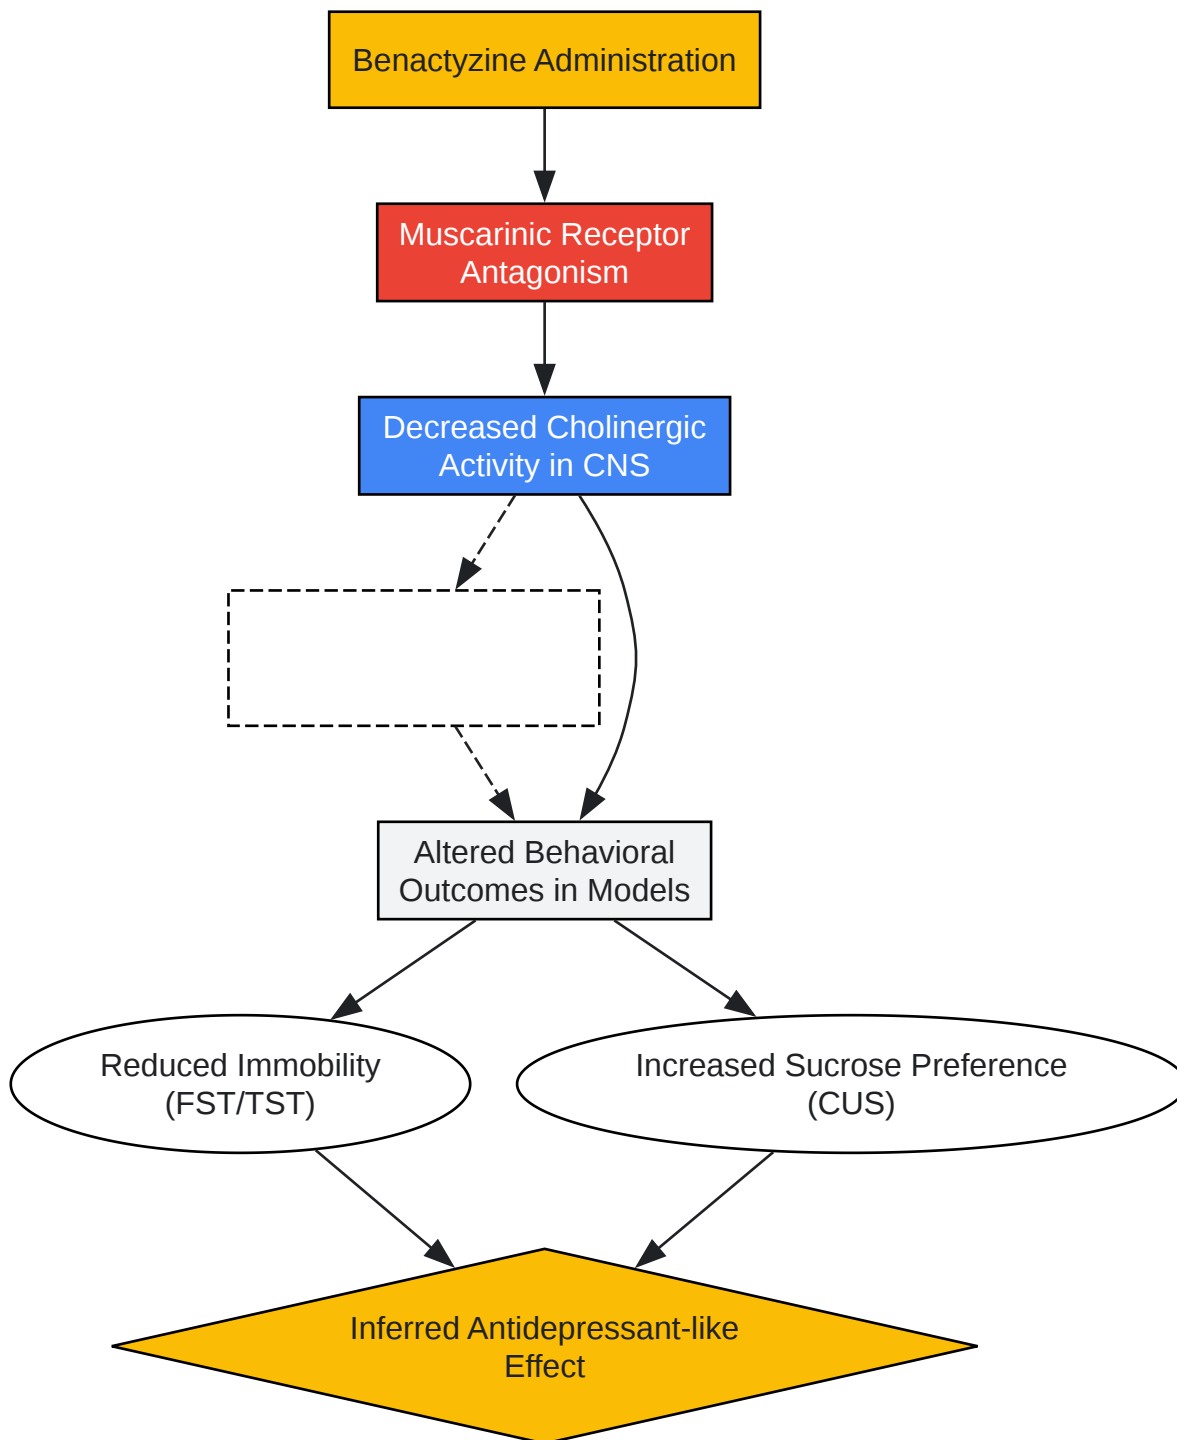 Benactyzine Administration
Muscarinic Receptor
Antagonism
Decreased Cholinergic
Activity in CNS
Altered Behavioral
Outcomes in Models
Reduced Immobility
(FST/TST)
Increased Sucrose Preference
(CUS)
Inferred Antidepressant-like
Effect